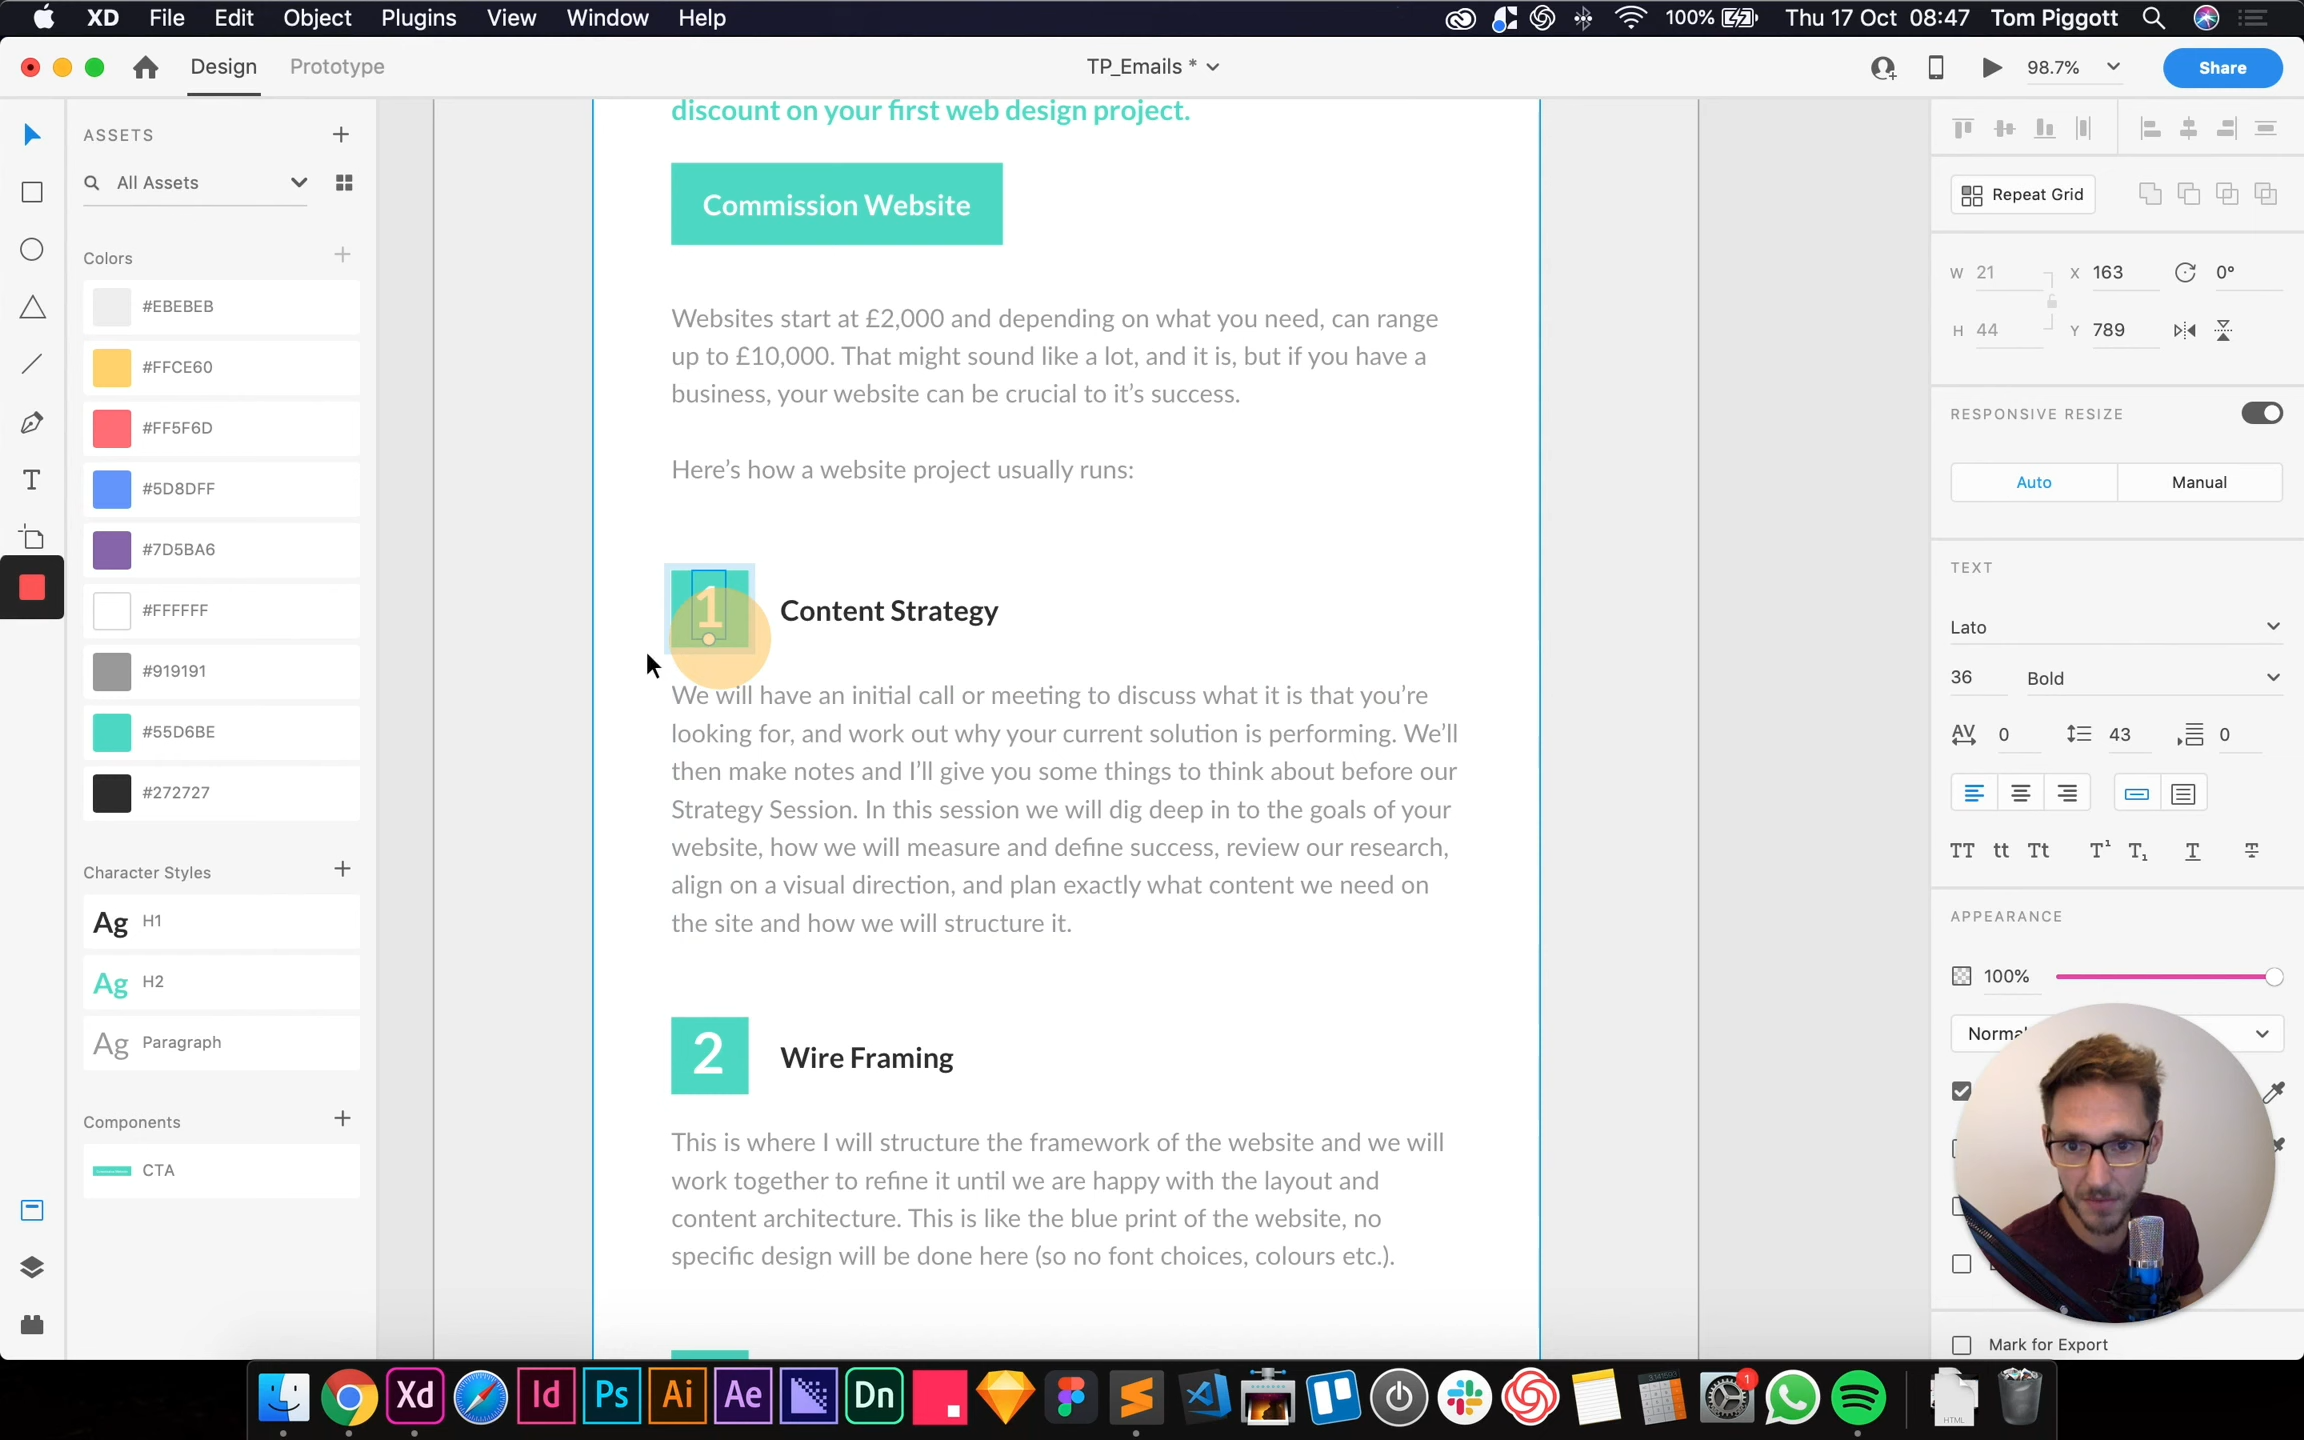 XD File Edit Object Plugins View Window Help 100% Thu 17 Oct 08:47 Tom Piggott
Design Prototype TP_Emails * 98.7% Share
ASSETS
All Assets
Colors
#EBEBEB
#FFCE60
#FF5F6D
#5D8DFF
#7D5BA6
#FFFFFF
#919191
#55D6BE
#272727
Character Styles
Ag H1
Ag H2
Ag Paragraph
Components
CTA
discount on your first web design project.
Commission Website
Websites start at £2,000 and depending on what you need, can range
up to £10,000. That might sound like a lot, and it is, but if you have a
business, your website can be crucial to it's success.
Here's how a website project usually runs:
1 Content Strategy
We will have an initial call or meeting to discuss what it is that you're
looking for, and work out why your current solution is performing. We'll
then make notes and I'll give you some things to think about before our
Strategy Session. In this session we will dig deep in to the goals of your
website, how we will measure and define success, review our research,
align on a visual direction, and plan exactly what content we need on
the site and how we will structure it.
2 Wire Framing
This is where I will structure the framework of the website and we will
work together to refine it until we are happy with the layout and
content architecture. This is like the blue print of the website, no
specific design will be done here (so no font choices, colours etc.).
Repeat Grid
W 21 X 163 0°
H 44 Y 789
RESPONSIVE RESIZE
Auto Manual
TEXT
Lato
36 Bold
AV 0 43 0
TT tt Tt T1 T1 T T
APPEARANCE
100%
Mark for Export
Xd Id Ps Ai Ae Dn 1 HTML